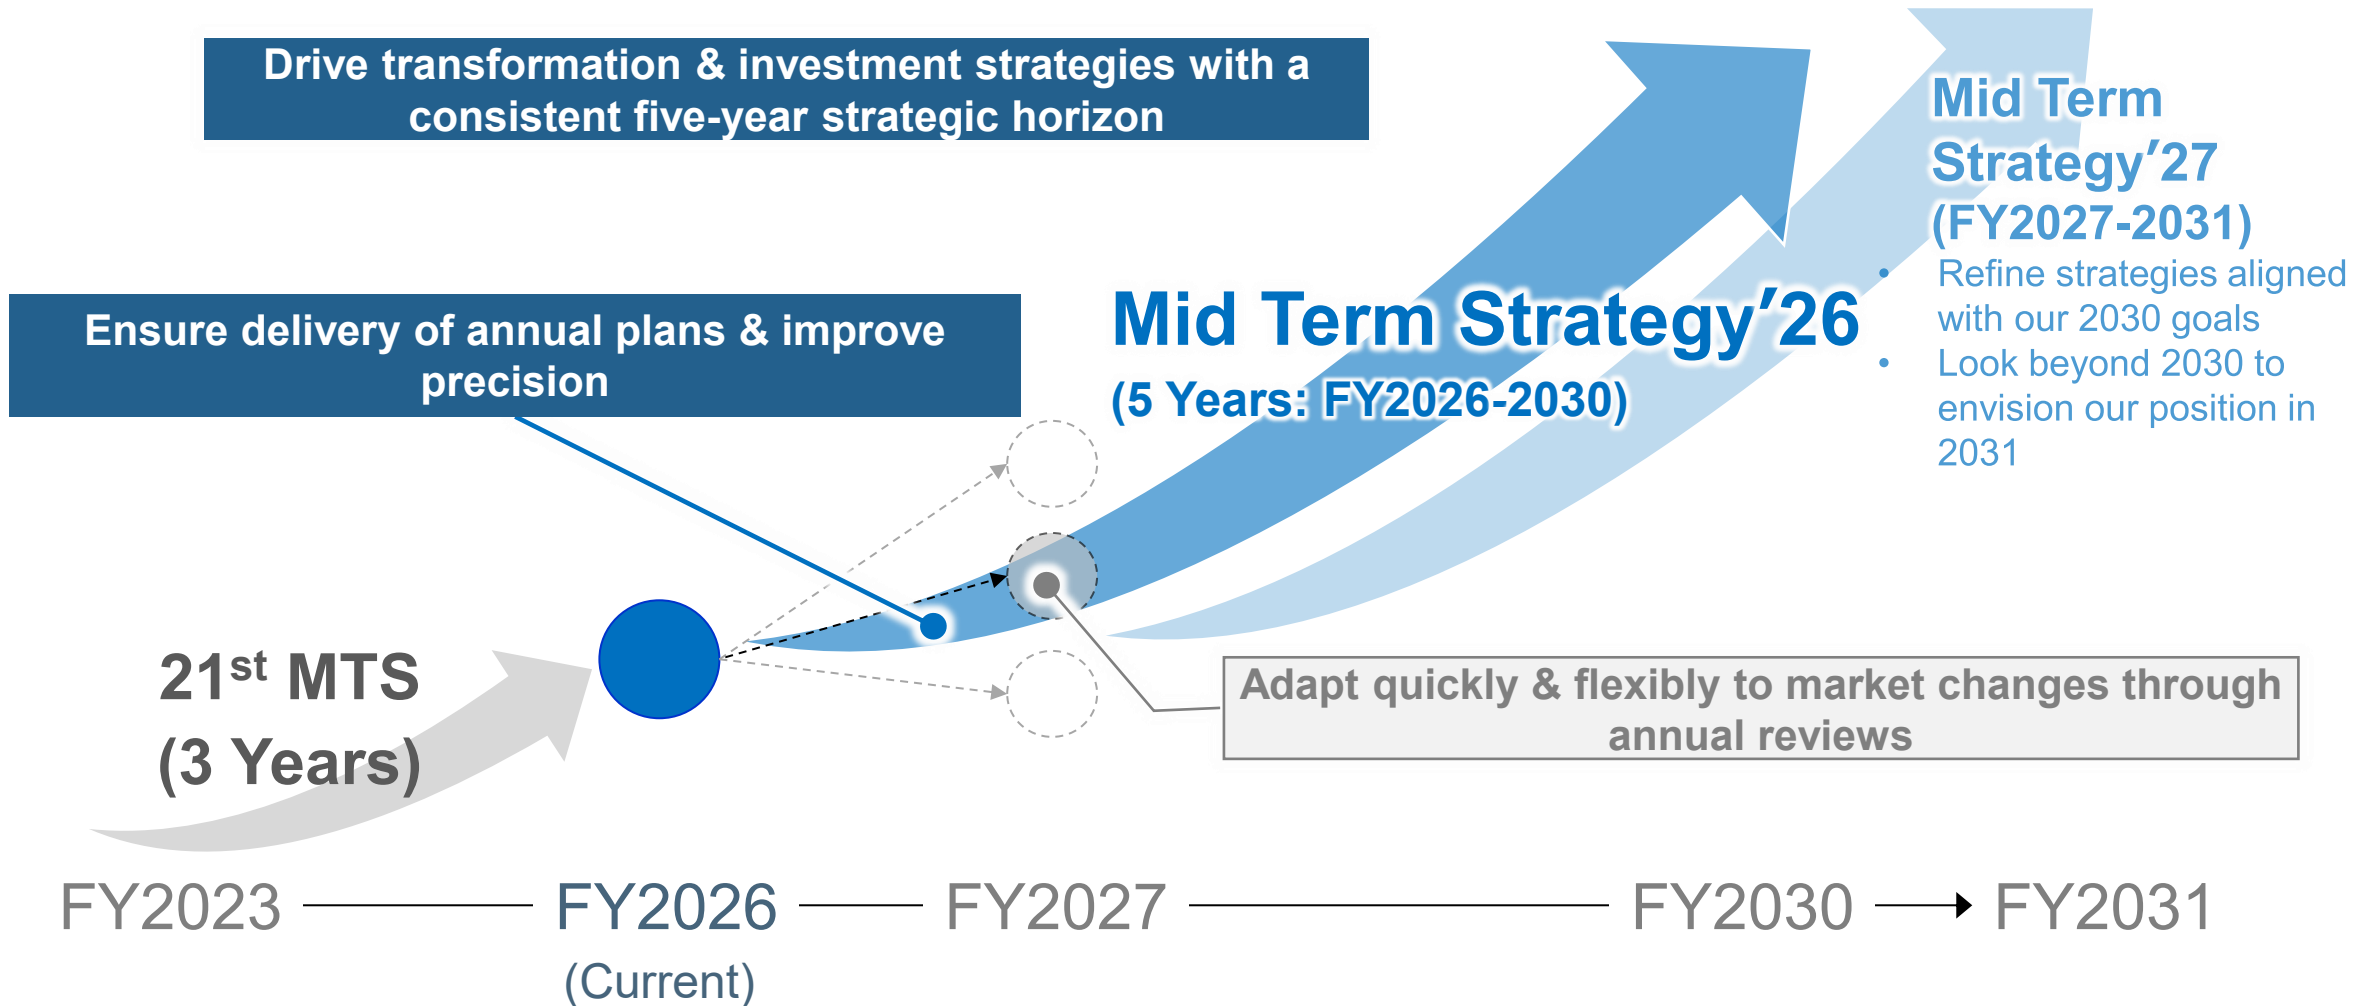 Drive transformation & investment strategies with a
consistent five-year strategic horizon
Mid Term
Strategy′27
(FY2027-2031)
• Refine strategies aligned
with our 2030 goals
• Look beyond 2030 to
envision our position in
2031
Ensure delivery of annual plans & improve
precision
Mid Term Strategy′26
(5 Years: FY2026-2030)
21st MTS
(3 Years)
Adapt quickly & flexibly to market changes through
annual reviews
FY2023
FY2026
(Current)
FY2027
FY2030
FY2031